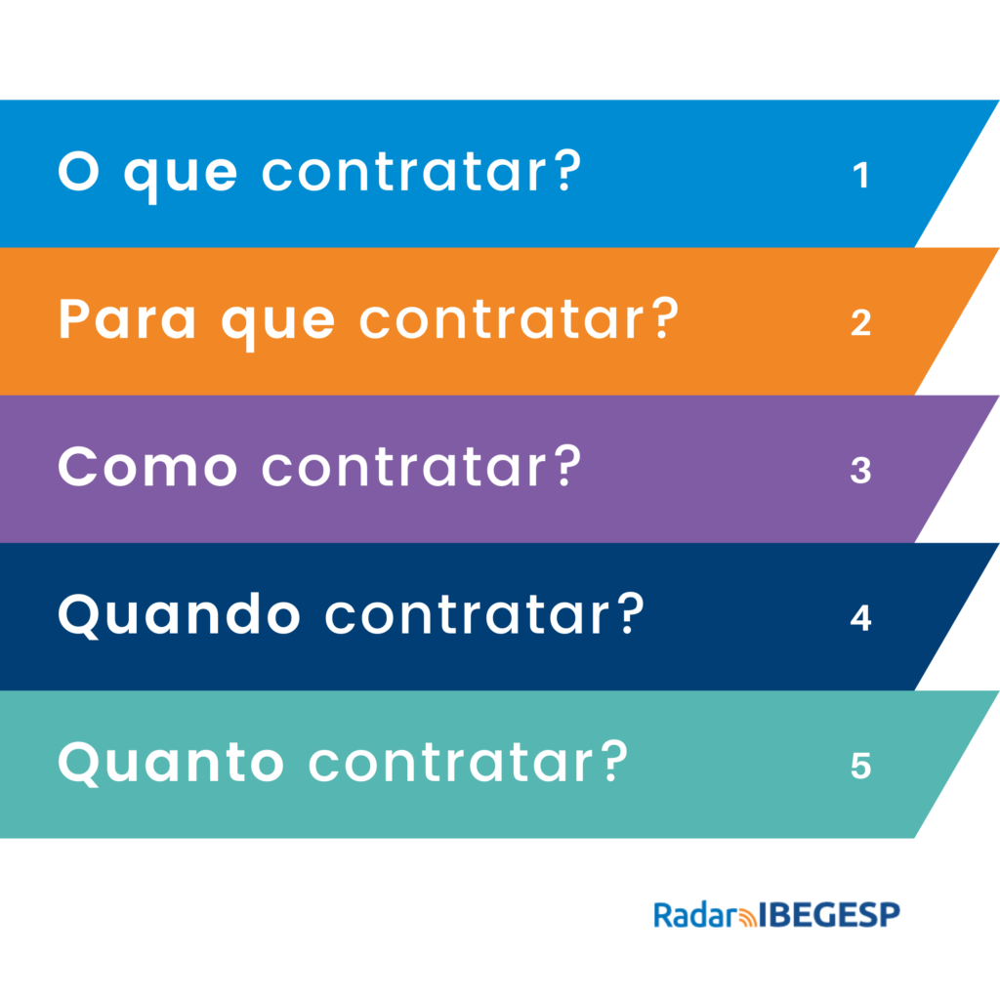 O que contratar? 1
Para que contratar? 2
Como contratar? 3
Quando contratar? 4
Quanto contratar? 5
Radar IBEGESP